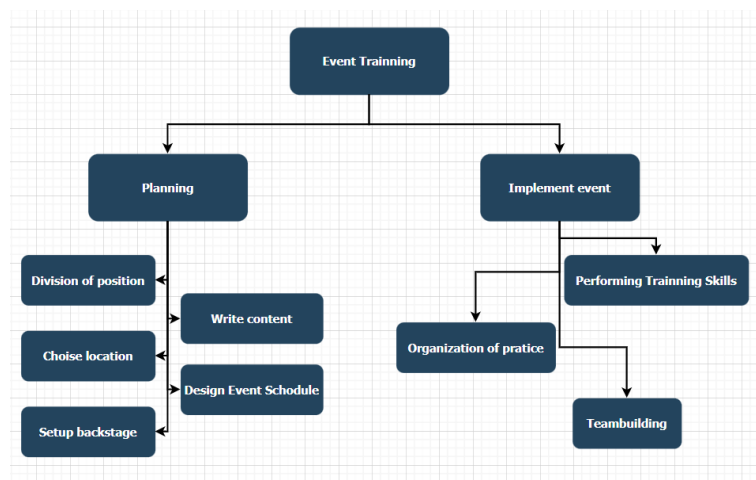 Event Trainning
Planning
Implement event
Division of position
Performing Trainning Skills
Write content
Choise location
Organization of pratice
Design Event Schodule
Setup backstage
Teambuilding